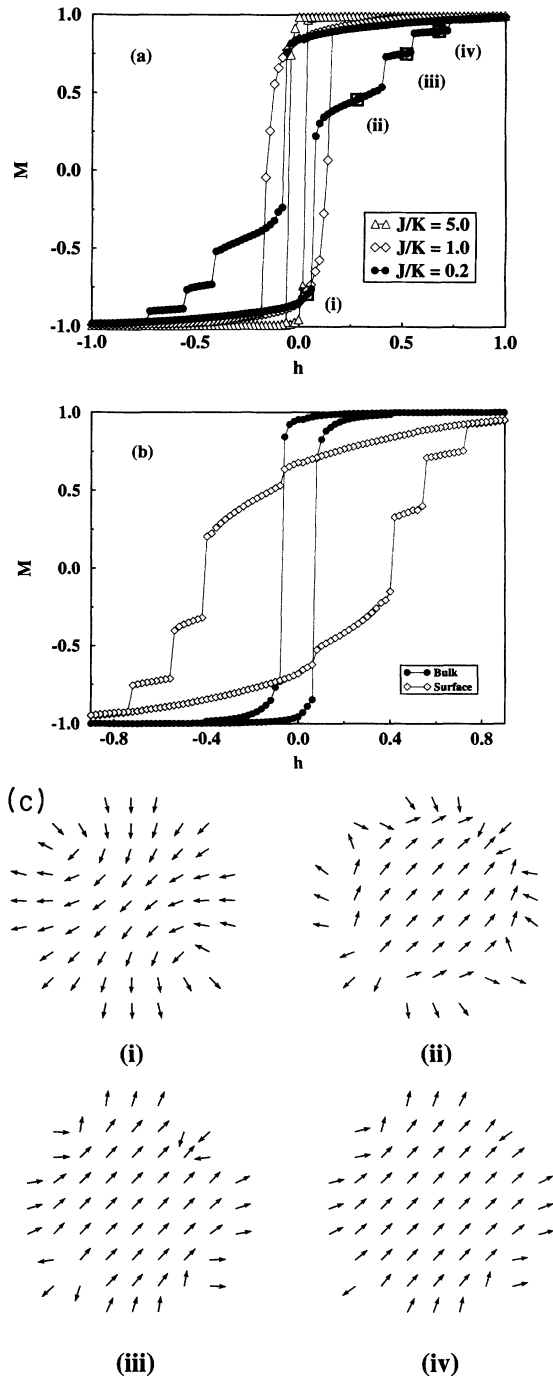 (a)
1.0
0.5
0.0
-0.5
-1.0
M
-1.0 -0.5 0.0 0.5 1.0
h
(i)
(ii)
(iii)
(iv)
J/K = 5.0
J/K = 1.0
J/K = 0.2
(b)
1.0
0.5
0.0
-0.5
-1.0
M
-0.8 -0.4 0.0 0.4 0.8
h
Bulk
Surface
(c)
(i) (ii)
(iii) (iv)